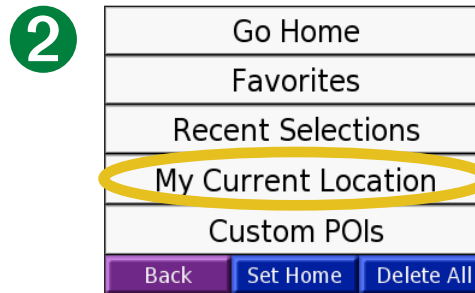 2
Go Home
Favorites
Recent Selections
My Current Location
Custom POIs
Back Set Home Delete All